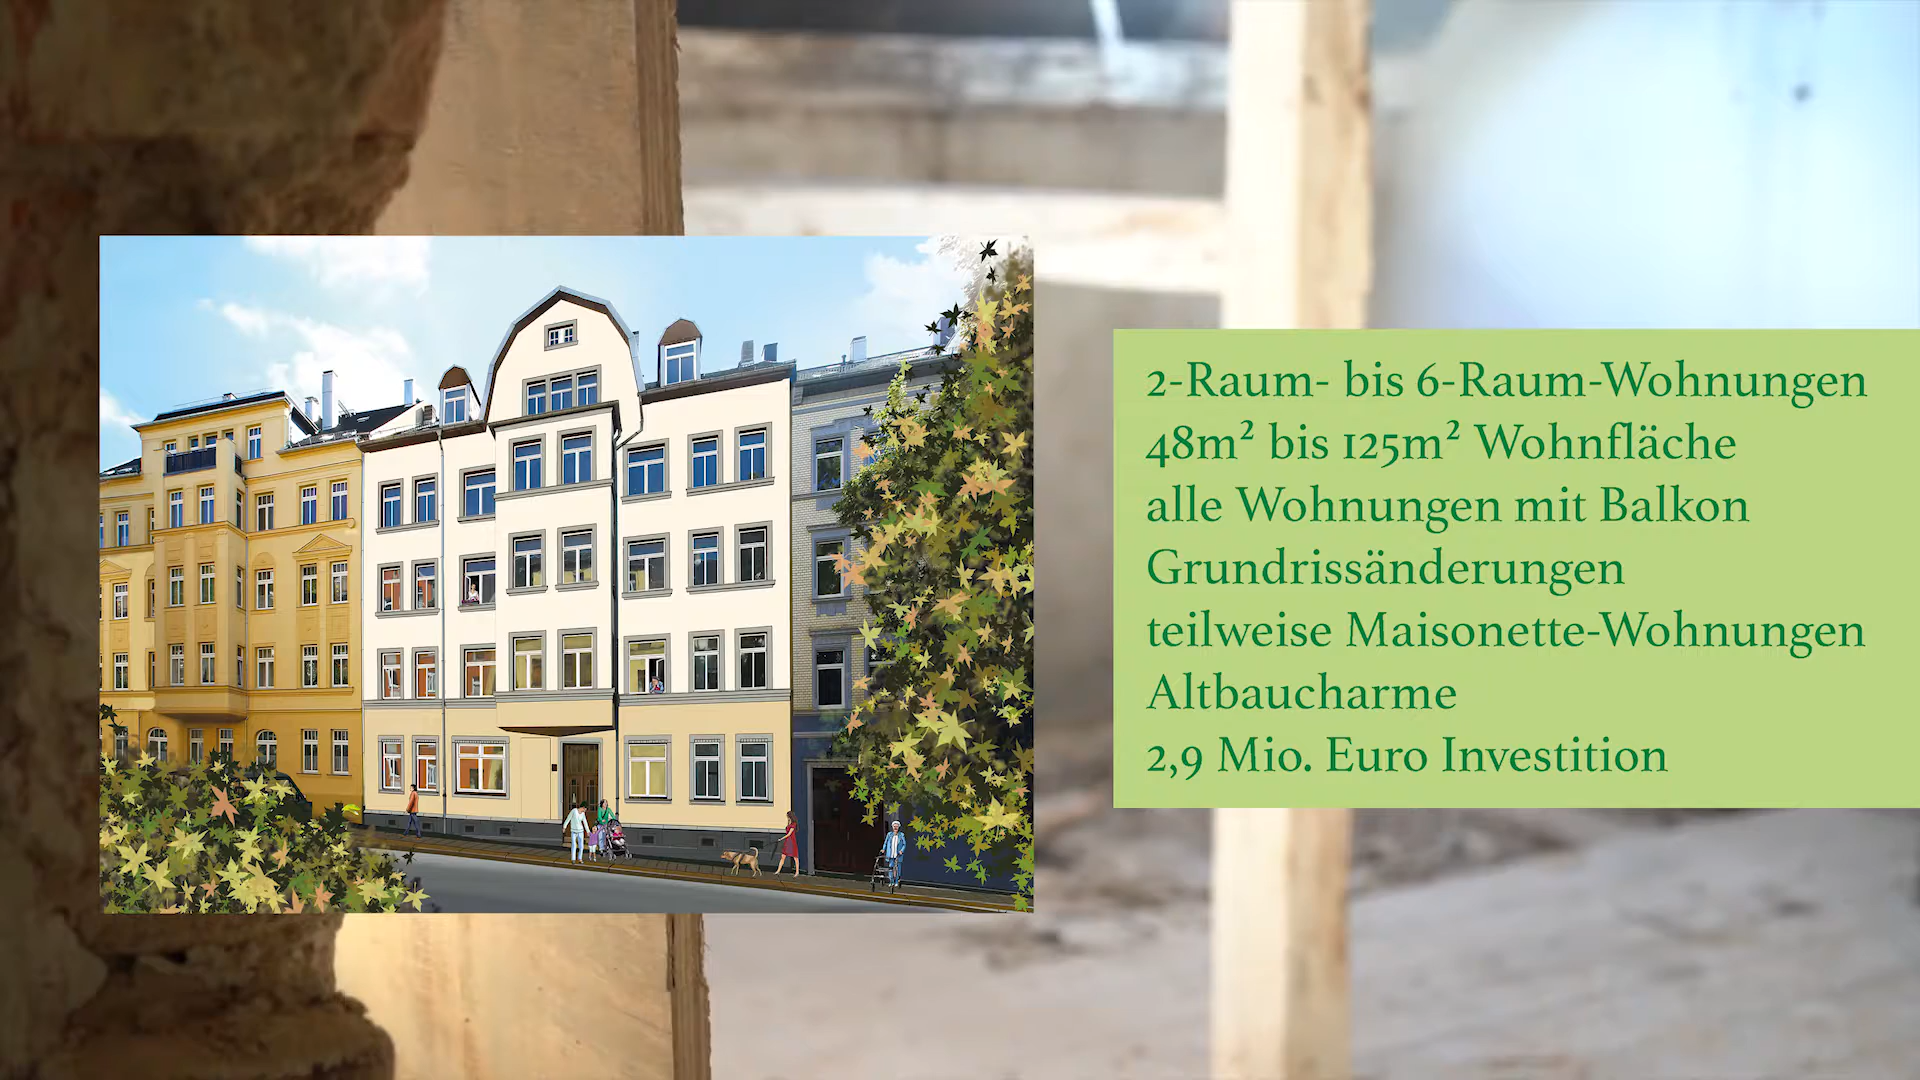 2-Raum- bis 6-Raum-Wohnungen
48m² bis 125m² Wohnfläche
alle Wohnungen mit Balkon
Grundrissänderungen
teilweise Maisonette-Wohnungen
Altbaucharme
2,9 Mio. Euro Investition